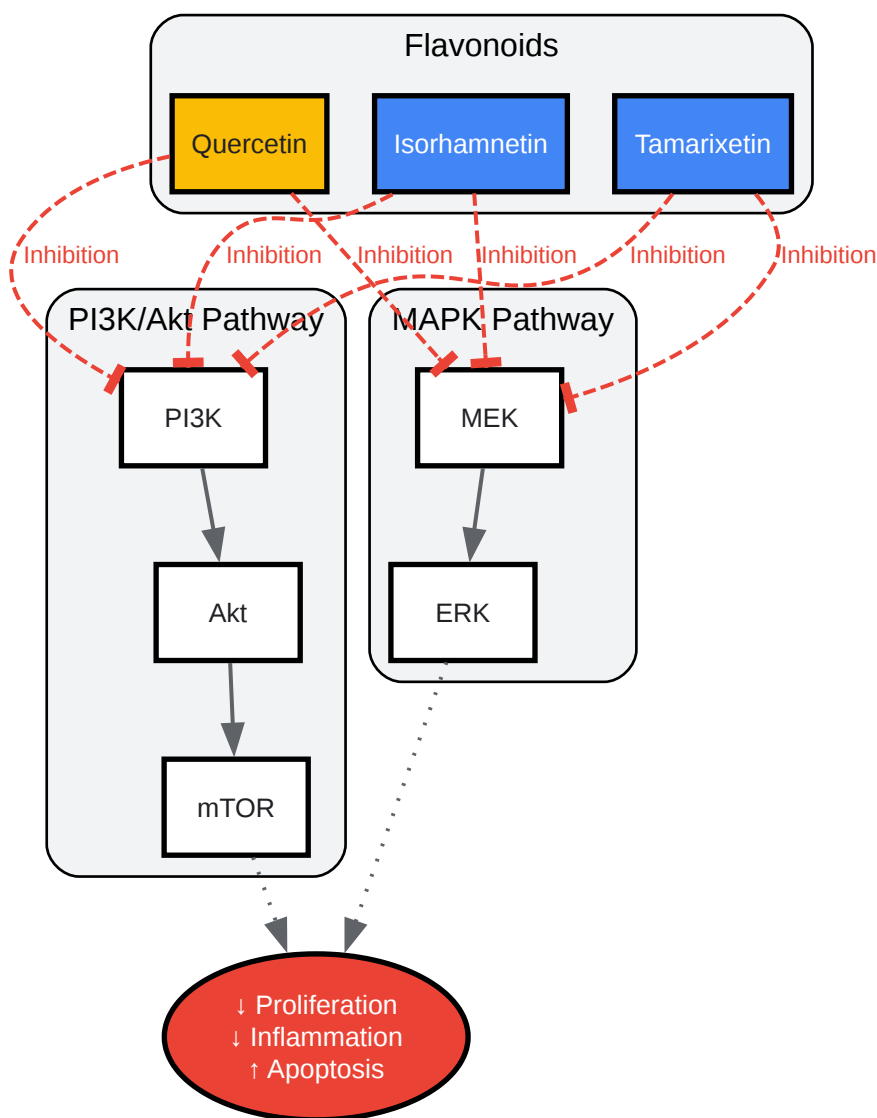 Flavonoids
Quercetin
Isorhamnetin
Tamarixetin
Inhibition
Inhibition
Inhibition
Inhibition
Inhibition
Inhibition
PI3K/Akt Pathway
MAPK Pathway
PI3K
MEK
Akt
ERK
mTOR
↓ Proliferation
↓ Inflammation
↑ Apoptosis